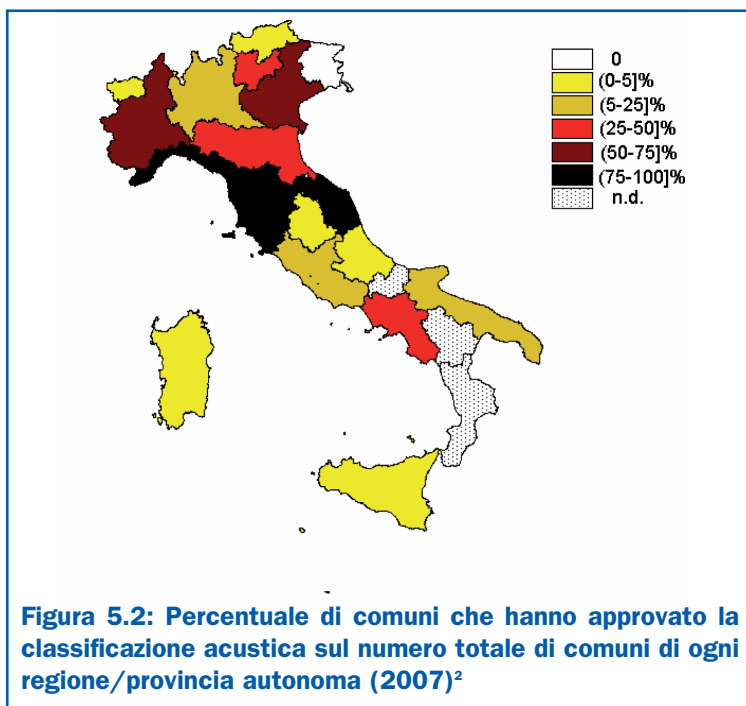 0
(0-5]%
(5-25]%
(25-50]%
(50-75]%
(75-100]%
n.d.
Figura 5.2: Percentuale di comuni che hanno approvato la
classificazione acustica sul numero totale di comuni di ogni
regione/provincia autonoma (2007)²